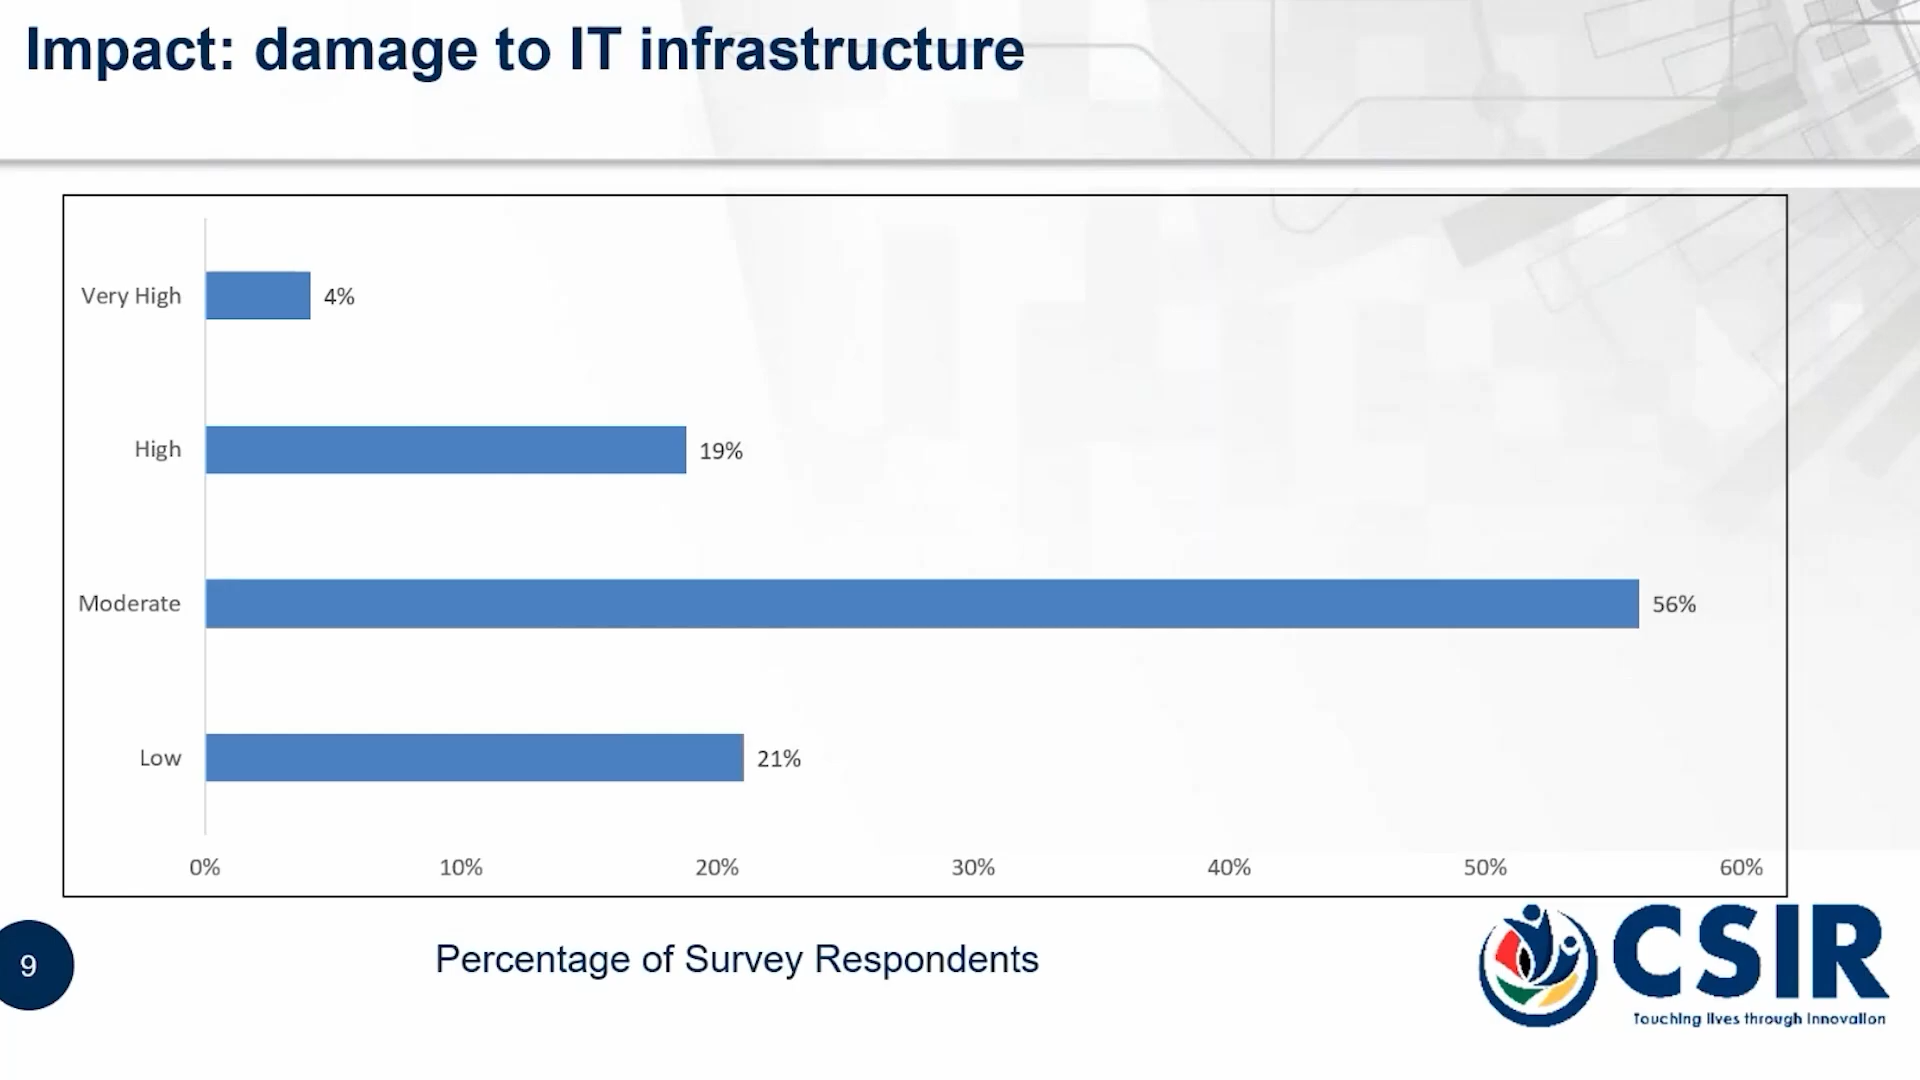 Impact: damage to IT infrastructure
Very High 4%
High 19%
Moderate 56%
Low 21%
0% 10% 20% 30% 40% 50% 60%
Percentage of Survey Respondents
9
CSIR
Touching lives through innovation